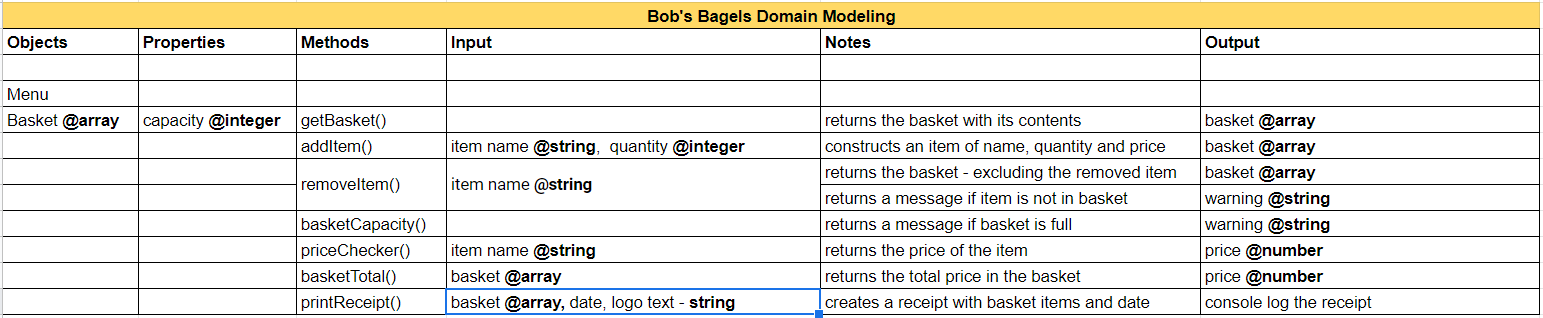 Bob's Bagels Domain Modeling
Objects Properties Methods Input Notes Output
Menu
Basket @array capacity @integer getBasket() returns the basket with its contents basket @array
addItem() item name @string, quantity @integer constructs an item of name, quantity and price basket @array
removeItem() item name @string returns the basket - excluding the removed item basket @array
returns a message if item is not in basket warning @string
basketCapacity() returns a message if basket is full warning @string
priceChecker() item name @string returns the price of the item price @number
basketTotal() basket @array returns the total price in the basket price @number
printReceipt() basket @array, date, logo text - string creates a receipt with basket items and date console log the receipt